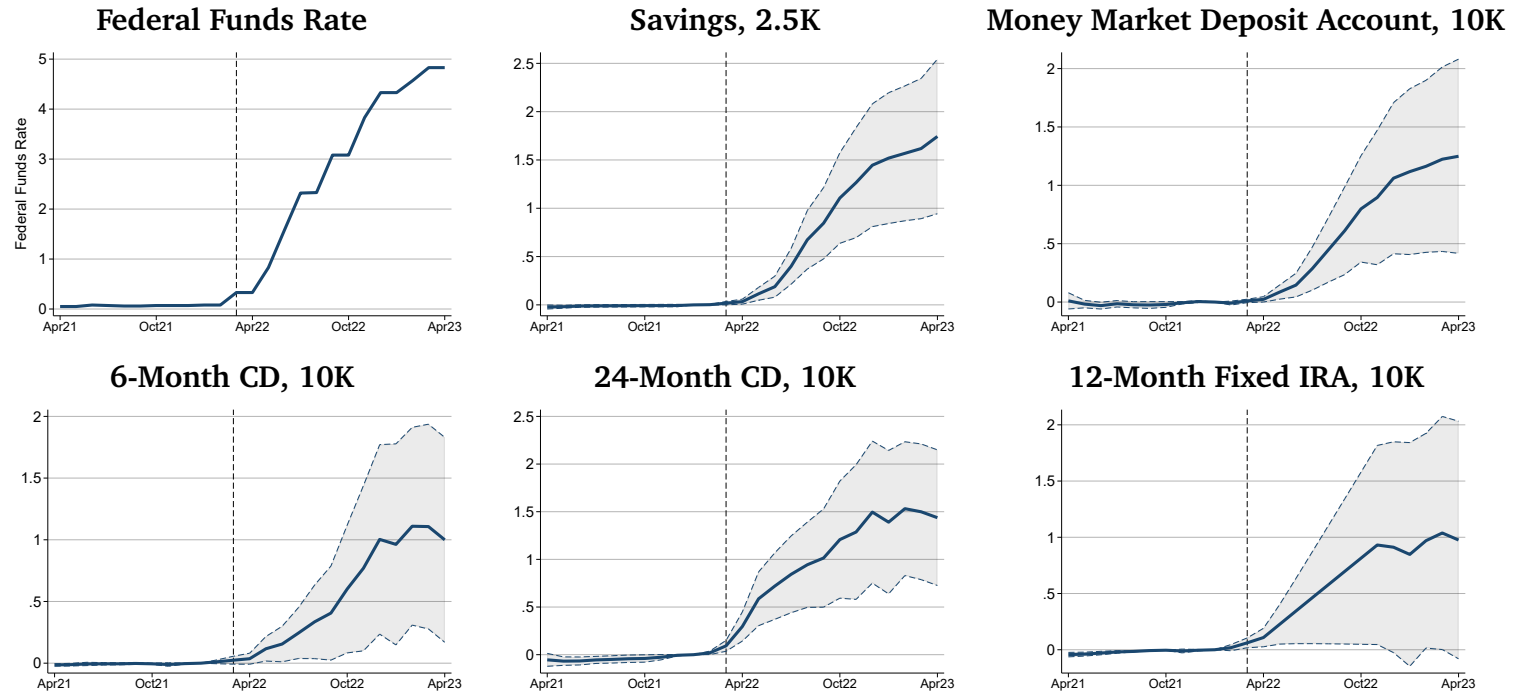 Federal Funds Rate
Federal Funds Rate
5
4
3
2
1
0
Apr21 Oct21 Apr22 Oct22 Apr23
Savings, 2.5K
2.5
2
1.5
1
.5
0
Apr21 Oct21 Apr22 Oct22 Apr23
Money Market Deposit Account, 10K
2
1.5
1
.5
0
Apr21 Oct21 Apr22 Oct22 Apr23
6-Month CD, 10K
2
1.5
1
.5
0
Apr21 Oct21 Apr22 Oct22 Apr23
24-Month CD, 10K
2.5
2
1.5
1
.5
0
Apr21 Oct21 Apr22 Oct22 Apr23
12-Month Fixed IRA, 10K
2
1.5
1
.5
0
Apr21 Oct21 Apr22 Oct22 Apr23